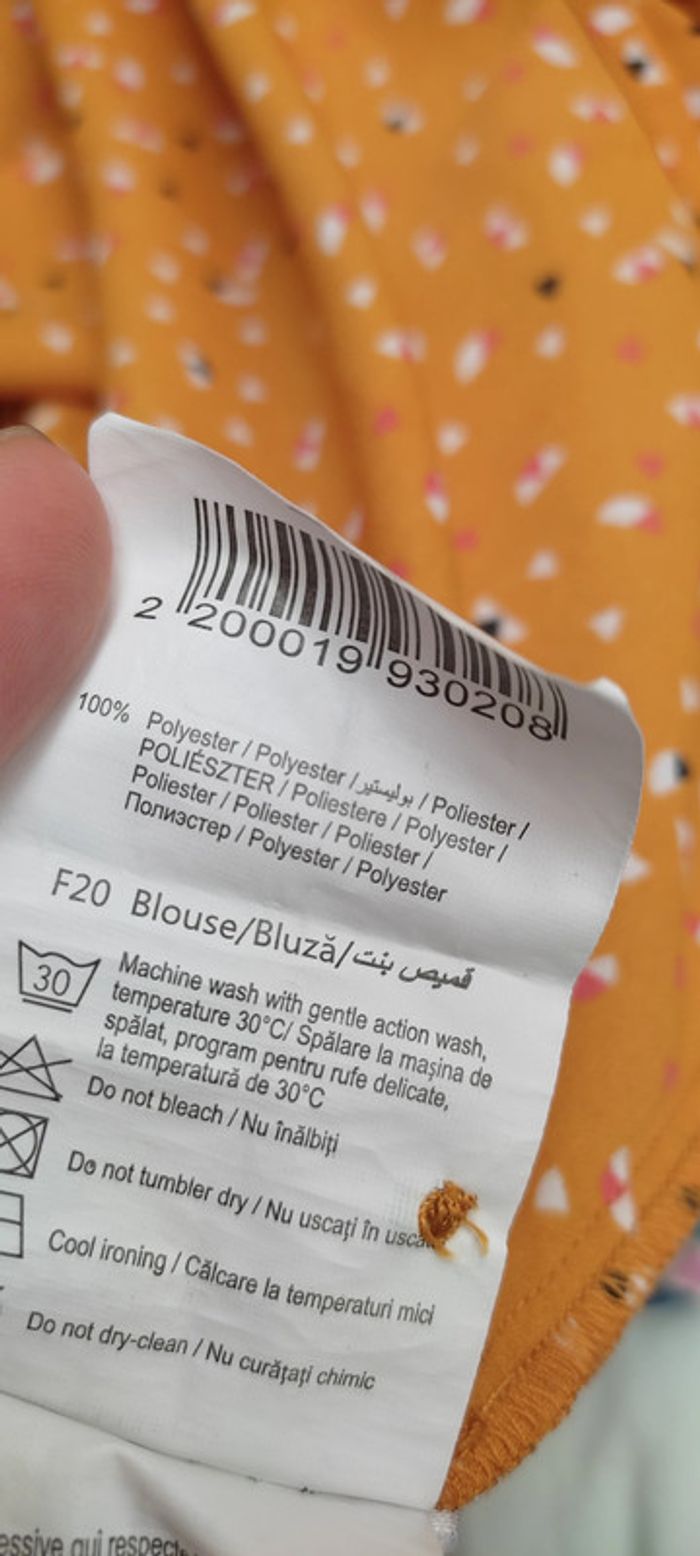 2 200019 930208
100% Polyester / Polyester / بوليستير / Poliester /
POLIÉSZTER / Poliestere / Polyester /
Poliester / Poliester / Poliester /
Полиэстер / Polyester / Polyester
F20 Blouse/Bluză/قميص بنت
30 Machine wash with gentle action wash,
temperature 30°C/ Spălare la mașina de
spălat, program pentru rufe delicate,
la temperatură de 30°C
Do not bleach / Nu înălbiți
Do not tumbler dry / Nu uscați în
Cool ironing / Călcare la temperaturi mici
Do not dry-clean / Nu curățați chimic
qui